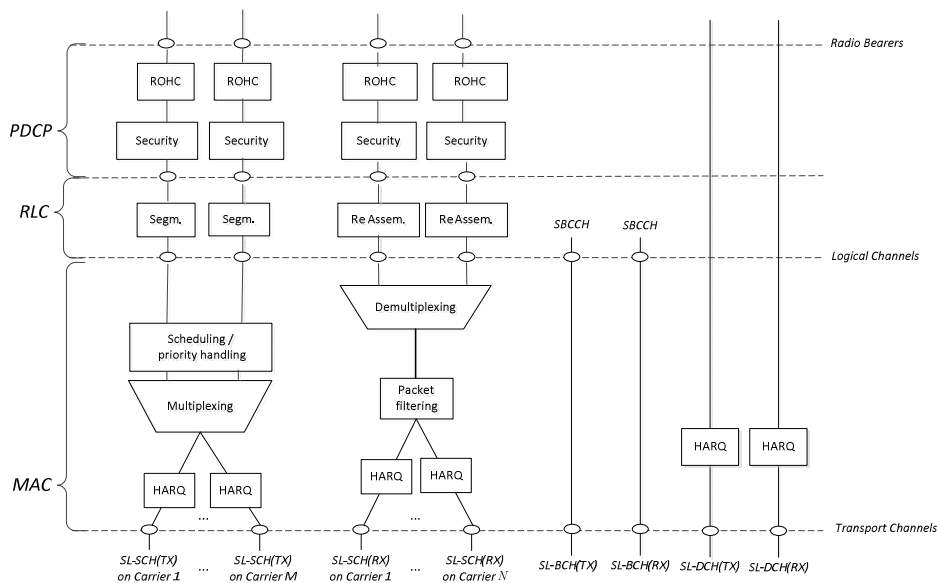 Radio Bearers
ROHC ROHC ROHC ROHC
PDCP
Security Security Security Security
RLC
Segm. Segm. Re Assem. Re Assem.
SBCCH SBCCH
Logical Channels
Demultiplexing
Scheduling /
priority handling
Packet
filtering
Multiplexing
HARQ HARQ
HARQ HARQ
MAC
HARQ HARQ
... ...
Transport Channels
SL-SCH(TX)
on Carrier 1
...
SL-SCH(TX)
on Carrier M
SL-SCH(RX)
on Carrier 1
...
SL-SCH(RX)
on Carrier N
SL-BCH(TX) SL-BCH(RX) SL-DCH(TX) SL-DCH(RX)